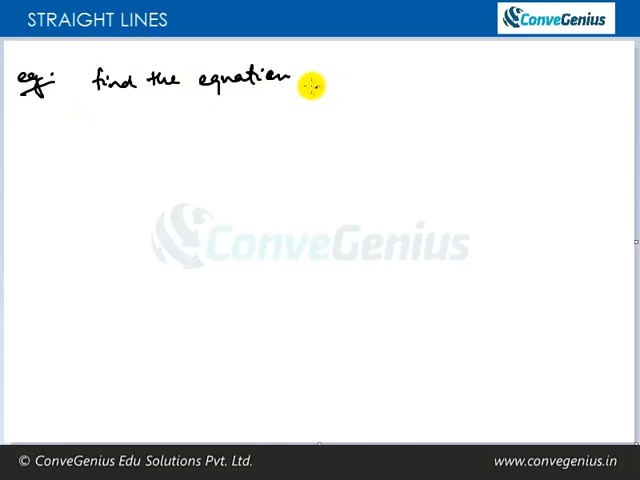 STRAIGHT LINES
ConveGenius
eg:- find the equation
ConveGenius
© ConveGenius Edu Solutions Pvt. Ltd.
www.convegenius.in